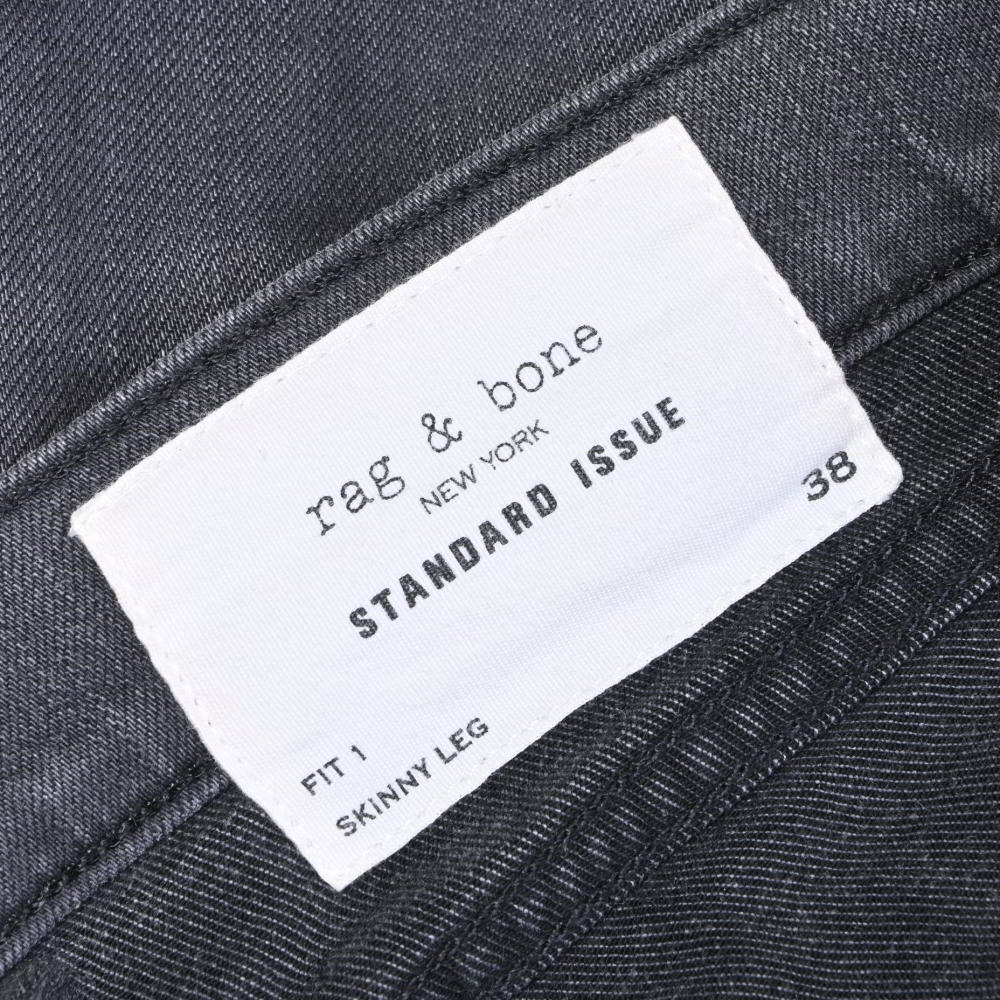 rag & bone
NEW YORK
STANDARD ISSUE
38
FIT 1
SKiNNY LEG